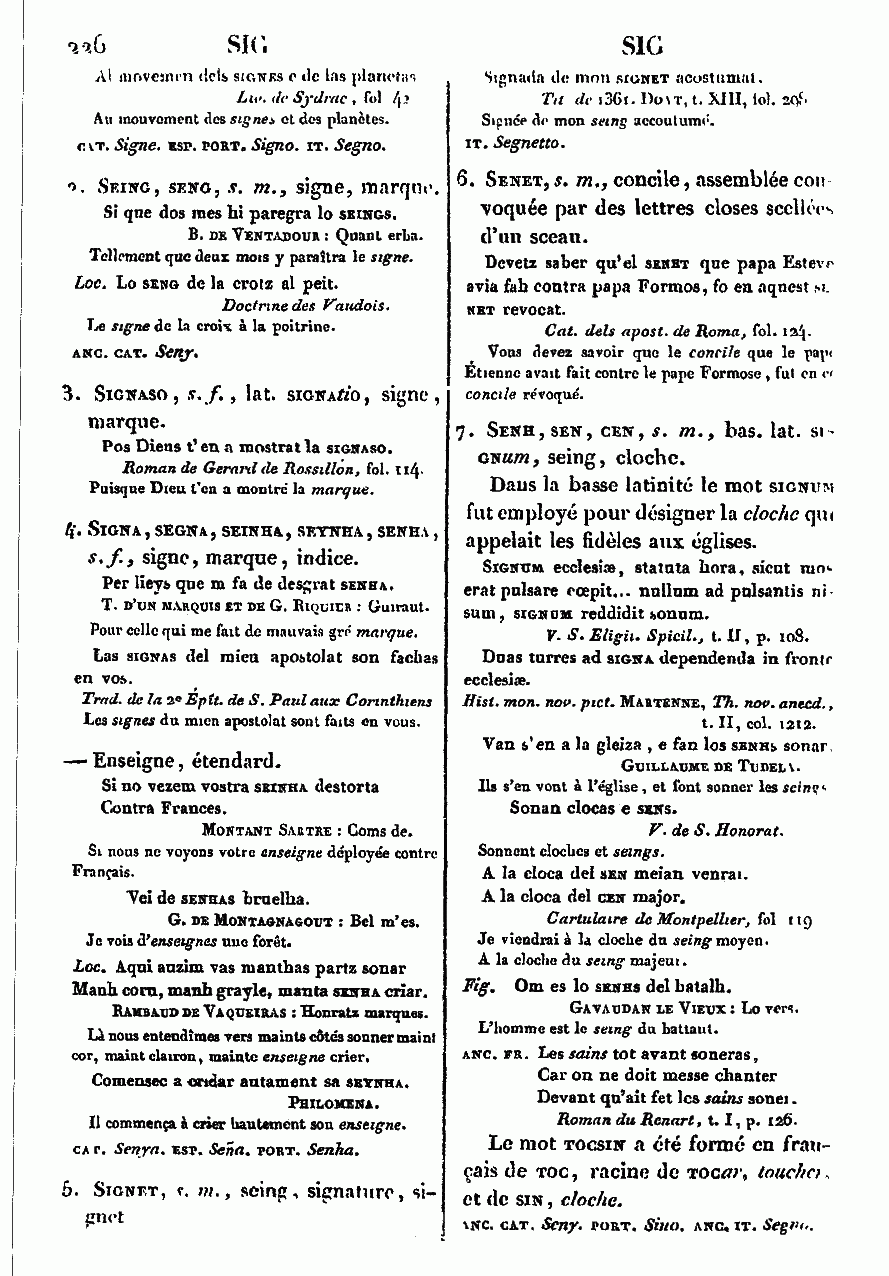 226 SIG SIG
Al movemen dels SIGNES e de las planetas
Liv. de Sydrac, fol 42
Au mouvement des signes et des planètes.
CAT. Signe. ESP. PORT. Signo. IT. Segno.
2. SEING, SENG, s. m., signe, marque.
Si que dos mes hi paregra lo SEINGS.
B. DE VENTADOUR : Quant erba.
Tellement que deux mois y paraîtra le signe.
Loc. Lo SENG de la crotz al peit.
Doctrine des Vaudois.
Le signe de la croix à la poitrine.
ANC. CAT. Seny.
3. SIGNASO, s. f., lat. SIGNAtio, signe,
marque.
Pos Diens t'en a mostrat la SIGNASO.
Roman de Gerard de Rossillon, fol. 114.
Puisque Dieu t'en a montré la marque.
4. SIGNA, SEGNA, SEINHA, SEYNHA, SENHA,
s. f., signe, marque, indice.
Per lieys que m fa de desgrat SENHA.
T. D'UN MARQUIS ET DE G. RIQUIER : Guiraut.
Pour celle qui me fait de mauvais gré marque.
Las SIGNAS del mieu apostolat son fachas
en vos.
Trad. de la 2e Épît. de S. Paul aux Corinthiens
Les signes du mien apostolat sont faits en vous.
— Enseigne, étendard.
Si no vezem vostra SEINHA destorta
Contra Frances.
MONTANT SARTRE : Coms de.
Si nous ne voyons votre enseigne déployée contre
Français.
Vei de SENHAS bruelha.
G. DE MONTAGNAGOUT : Bel m'es.
Je vois d'enseignes une forêt.
Loc. Aqui auzim vas manthas partz sonar
Manh corn, manh grayle, manta SENHA criar.
RAMBAUD DE VAQUEIRAS : Honratz marques.
Là nous entendîmes vers maints côtés sonner maint
cor, maint clairon, mainte enseigne crier.
Comensec a cridar autament sa SEYNHA.
PHILOMENA.
Il commença à crier hautement son enseigne.
CAT. Senya. ESP. Seña. PORT. Senha.
5. SIGNET, s. m., seing, signature, si-
gnet
Signada de mon SIGNET acostumat.
Tit de 1361. DOAT, t. XIII, fol.
Signée de mon seing accoutumé.
IT. Segnetto.
6. SENET, s. m., concile, assemblée con-
voquée par des lettres closes scellées
d'un sceau.
Devetz saber qu'el SENET que papa Esteve
avia fah contra papa Formos, fo en aquest SE
NET revocat.
Cat. dels apost. de Roma, fol. 124.
Vous devez savoir que le concile que le pape
Étienne avait fait contre le pape Formose, fut en ce
concile révoqué.
7. SENH, SEN, CEN, s. m., bas. lat. SI-
GNum, seing, cloche.
Dans la basse latinité le mot SIGNUM
fut employé pour désigner la cloche qui
appelait les fidèles aux églises.
SIGNUM ecclesiæ, statuta hora, sicut mos
erat pulsare cœpit... nullum ad pulsantis ni-
sum, SIGNUM reddidit sonum.
V. S. Eligii. Spicil., t. II, p. 108.
Duas turres ad SIGNA dependenda in fronte
ecclesiæ.
Hist. mon. nov. pict. MARTENNE, Th. nov. anecd.,
t. II, col. 1212.
Van s'en a la gleiza, e fan los SENHS sonar.
GUILLAUME DE TUDELA.
Ils s'en vont à l'église, et font sonner les seings
Sonan clocas e SENS.
V. de S. Honorat.
Sonnent cloches et seings.
A la cloca del SEN meian venrai.
A la cloca del CEN major.
Cartulaire de Montpellier, fol 119
Je viendrai à la cloche du seing moyen.
A la cloche du seing majeur.
Fig. Om es lo SENHS del batalh.
GAVAUDAN LE VIEUX : Lo vers.
L'homme est le seing du battant.
ANC. FR. Les sains tot avant soneras,
Car on ne doit messe chanter
Devant qu'ait fet les sains soner.
Roman du Renart, t. I, p. 126.
Le mot TOCSIN a été formé en fran-
çais de TOC, racine de TOCar, toucher,
et de SIN, cloche.
ANC. CAT. Seny. PORT. Sino. ANC. IT. Segno.